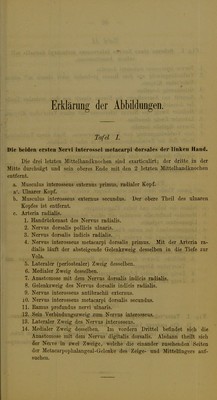 Erklärung der Abbildungen.
Tafel I.
Die beiden ersten Nervi interossei metacarpi dorsales der linken Hand.
Die drei letzten Mittelhandknochen sind exarticulirt; der dritte in der
Mitte durchsägt und sein oberes Ende mit den 2 letzten Mittelhandknochen
entfernt.
a. Musculus interosseus externus primus, radialer Kopf.
a'. Ulnarer Kopf.
b. Musculus interosseus externus secundus. Der obere Theil des ulnaren
Kopfes ist entfernt.
c. Arteria radialis.
1. Handrückenast des Nervus radialis.
2. Nervus dorsalis pollicis ulnaris.
3. Nervus dorsalis indicis radialis.
4. Nervus interosseus metacarpi dorsalis primus. Mit der Arteria ra-
dialis läuft der absteigende Gelenkzweig desselben in die Tiefe zur
Vola.
5. Lateraler (periostealer) Zweig desselben.
6. Medialer Zweig desselben.
7. Anastomose mit dem Nervus dorsalis indicis radialis.
8. Gelenkzweig des Nervus dorsalis indicis radialis.
9. Nervus interosseus antibrachii externus.
10. Nervus interosseus metacarpi dorsalis secundus.
11. Ramus profundus nervi ulnaris.
12. Sein Verbindungszweig zum Nervus interosseus.
13. Lateraler Zweig des Nervus interosseus.
14. Medialer Zweig desselben. Im vordern Drittel befindet sich die
Anastomose mit dem Nervus digitalis dorsalis. Alsdann theilt sich
der Nerve in zwei Zweige, welche die einander zusehenden Seiten
der Metacarpophalangeal-Gelenke des Zeige- und Mittelfingers auf-
suchen.